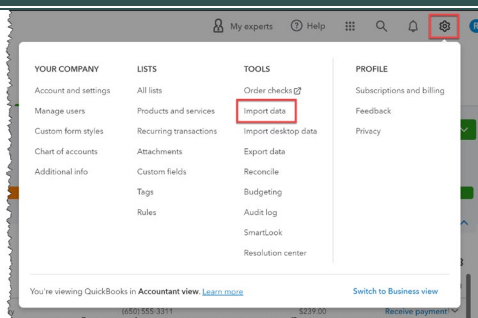 My experts Help
YOUR COMPANY LISTS TOOLS PROFILE
Account and settings All lists Order checks Subscriptions and billing
Manage users Products and services Import data Feedback
Custom form styles Recurring transactions Import desktop data Privacy
Chart of accounts Attachments Export data
Additional info Custom fields Reconcile
Tags Budgeting
Rules Audit log
SmartLook
Resolution center
You're viewing QuickBooks in Accountant view. Learn more Switch to Business view
(650) 555-3311 $239.00 Receive payment